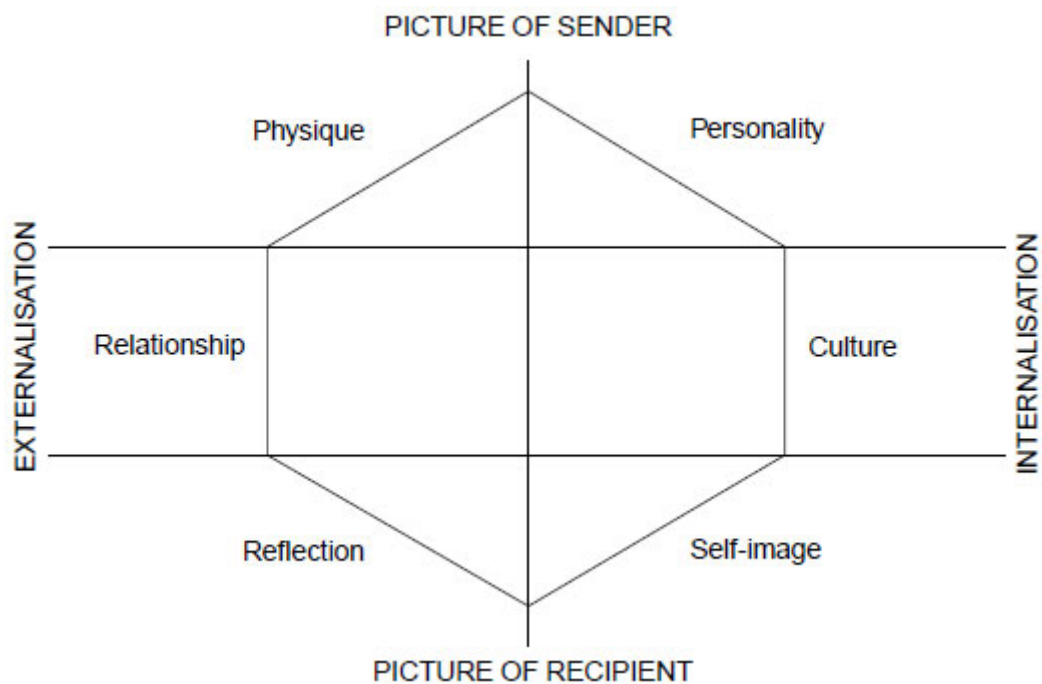 PICTURE OF SENDER
Physique
Personality
EXTERNALISATION
Relationship
Culture
INTERNALISATION
Reflection
Self-image
PICTURE OF RECIPIENT